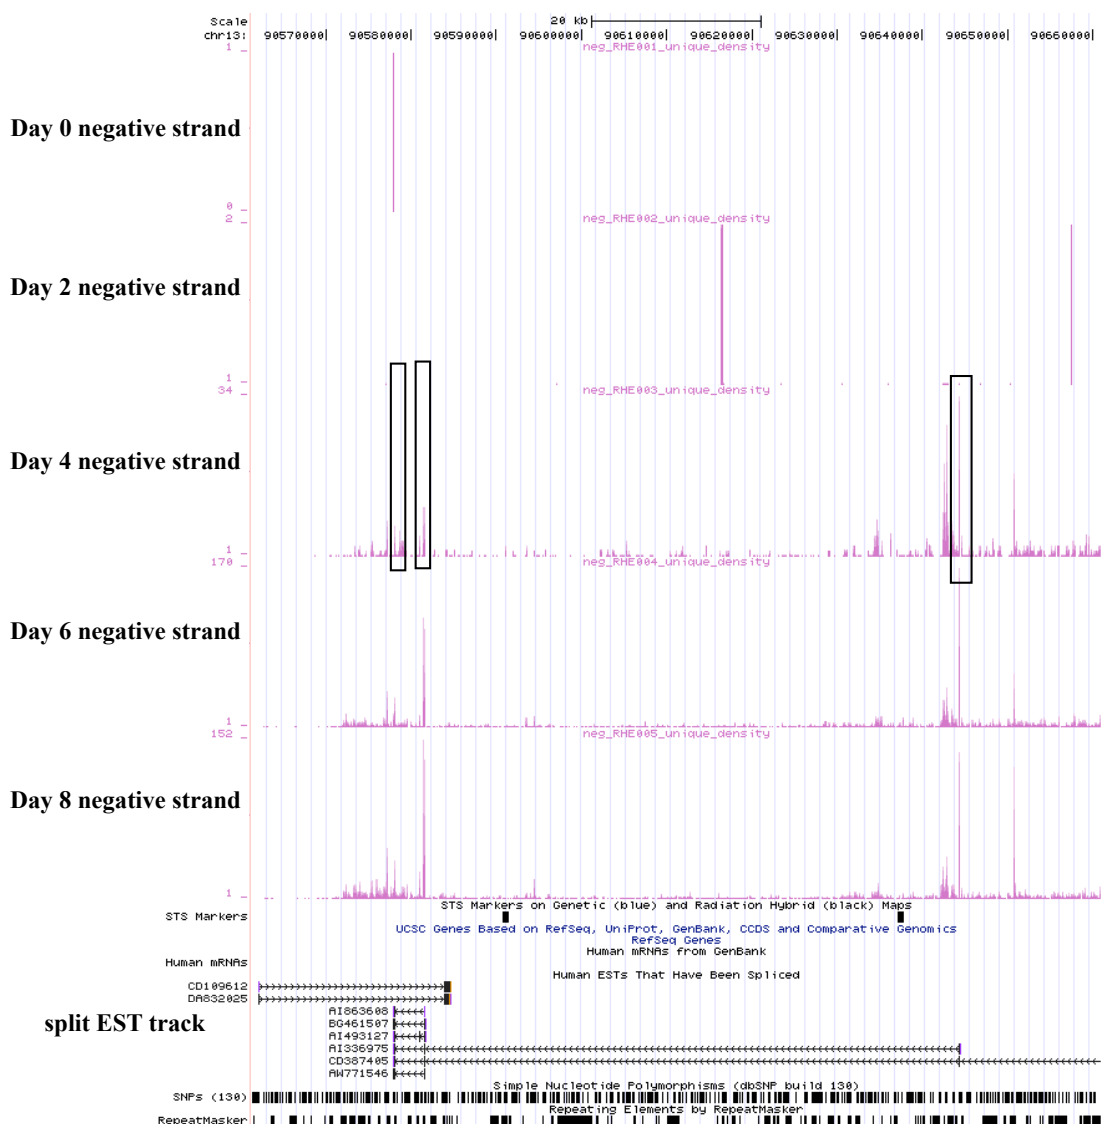 Scale 20 kb
chr13: 90570000| 90580000| 90590000| 90600000| 90610000| 90620000| 90630000| 90640000| 90650000| 90660000|
neg_RHE001_unique_density
1 _
Day 0 negative strand
0 _
neg_RHE002_unique_density
2 _
Day 2 negative strand
1 _
neg_RHE003_unique_density
34 _
Day 4 negative strand
1 _
neg_RHE004_unique_density
170 _
Day 6 negative strand
1 _
neg_RHE005_unique_density
152 _
Day 8 negative strand
1 _
STS Markers on Genetic (blue) and Radiation Hybrid (black) Maps
STS Markers
UCSC Genes Based on RefSeq, UniProt, GenBank, CCDS and Comparative Genomics
RefSeq Genes
Human mRNAs from GenBank
Human mRNAs
Human ESTs That Have Been Spliced
CD109612
DA832025
AI863608
split EST track
BG461507
AI493127
AI336975
CD387405
AW771546
Simple Nucleotide Polymorphisms (dbSNP build 130)
SNPs (130)
Repeating Elements by RepeatMasker
RepeatMasker